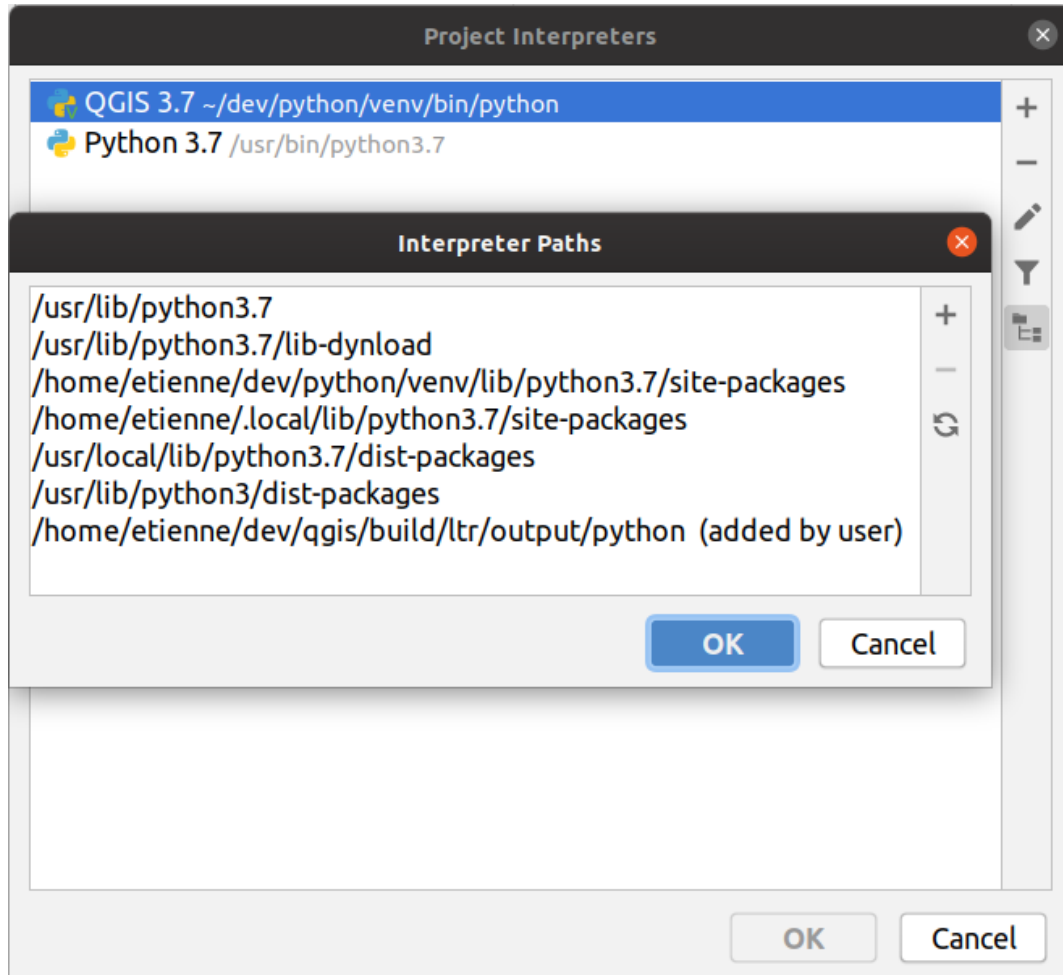 Project Interpreters
QGIS 3.7 ~/dev/python/venv/bin/python
Python 3.7 /usr/bin/python3.7
Interpreter Paths
/usr/lib/python3.7
/usr/lib/python3.7/lib-dynload
/home/etienne/dev/python/venv/lib/python3.7/site-packages
/home/etienne/.local/lib/python3.7/site-packages
/usr/local/lib/python3.7/dist-packages
/usr/lib/python3/dist-packages
/home/etienne/dev/qgis/build/ltr/output/python (added by user)
OK Cancel
OK Cancel